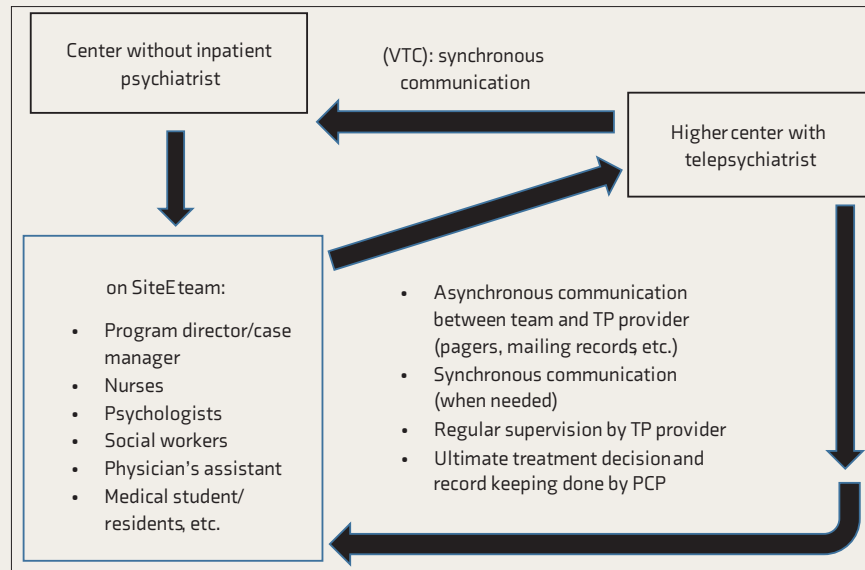 Center without inpatient
psychiatrist
(VTC): synchronous
communication
Higher center with
telepsychiatrist
on SiteEteam:
• Program director/case
manager
• Nurses
• Psychologists
• Social workers
• Physician's assistant
• Medical student/
residents, etc.
• Asynchronous communication
between team and TP provider
(pagers, mailing records, etc.)
• Synchronous communication
(when needed)
• Regular supervision by TP provider
• Ultimate treatment decision and
record keeping done by PCP